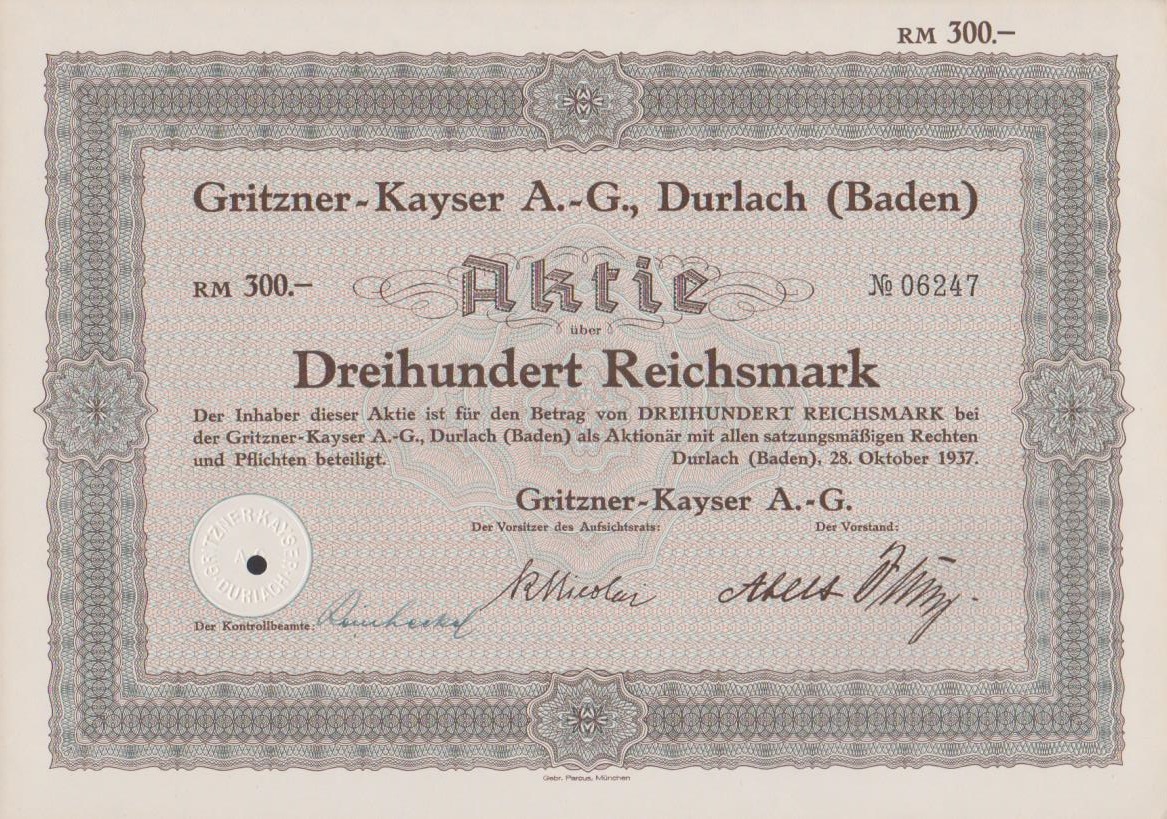 RM 300.–
Gritzner-Kayser A.-G., Durlach (Baden)
RM 300.– Aktie № 06247
über
Dreihundert Reichsmark
Der Inhaber dieser Aktie ist für den Betrag von DREIHUNDERT REICHSMARK bei
der Gritzner-Kayser A.-G., Durlach (Baden) als Aktionär mit allen satzungsmäßigen Rechten
und Pflichten beteiligt. Durlach (Baden), 28. Oktober 1937.
Gritzner-Kayser A.-G.
Der Vorsitzer des Aufsichtsrats: Der Vorstand:
GRITZNER-KAYSER
A.G.
DURLACH
Nicolai
Der Kontrollbeamte:
Gebr. Parcus, München